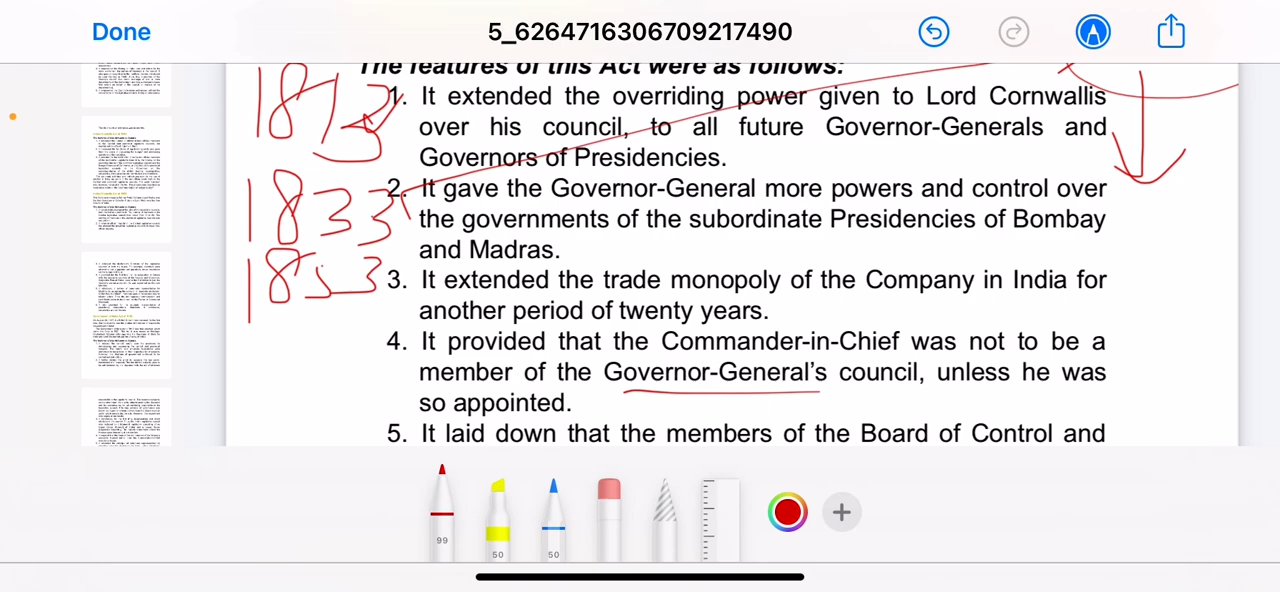 Done
5_6264716306709217490
The features of this Act were as follows:
1. It extended the overriding power given to Lord Cornwallis
over his council, to all future Governor-Generals and
Governors of Presidencies.
2. It gave the Governor-General more powers and control over
the governments of the subordinate Presidencies of Bombay
and Madras.
3. It extended the trade monopoly of the Company in India for
another period of twenty years.
4. It provided that the Commander-in-Chief was not to be a
member of the Governor-General's council, unless he was
so appointed.
5. It laid down that the members of the Board of Control and
1813
1833
1853
99
50
50